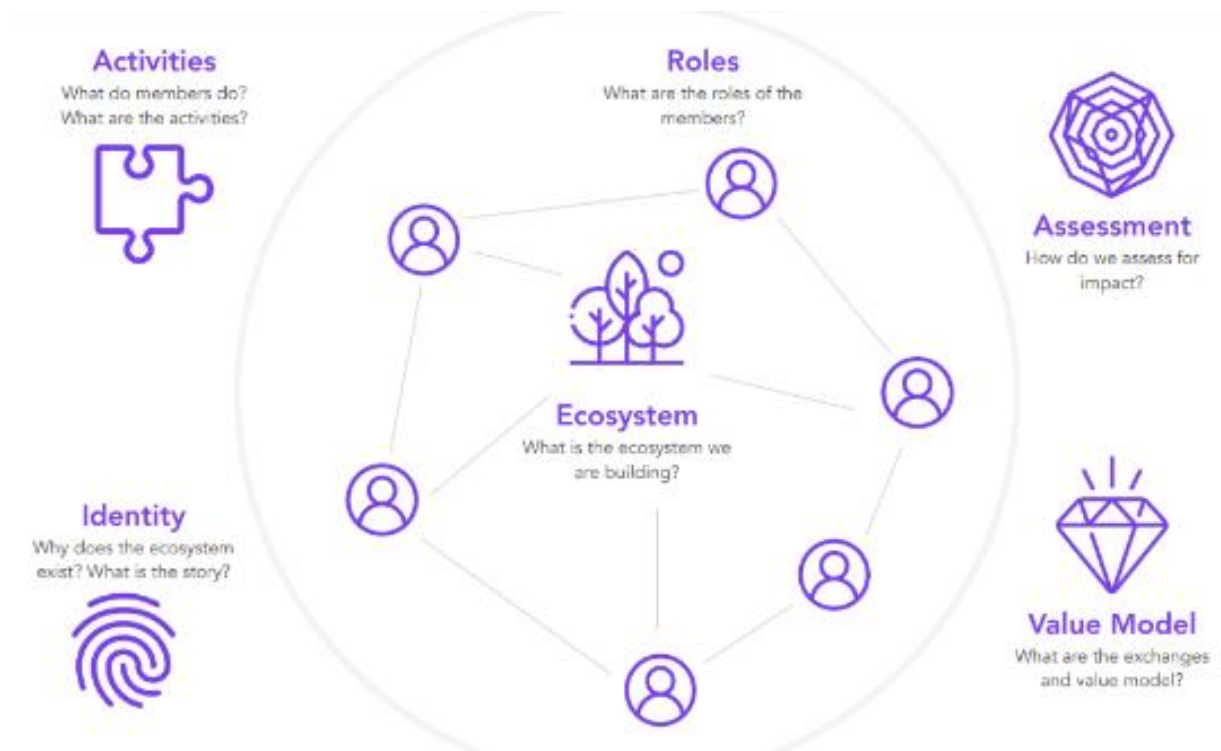 Activities
What do members do?
What are the activities?
Roles
What are the roles of the
members?
Assessment
How do we assess for
impact?
Ecosystem
What is the ecosystem we
are building?
Identity
Why does the ecosystem
exist? What is the story?
Value Model
What are the exchanges
and value model?